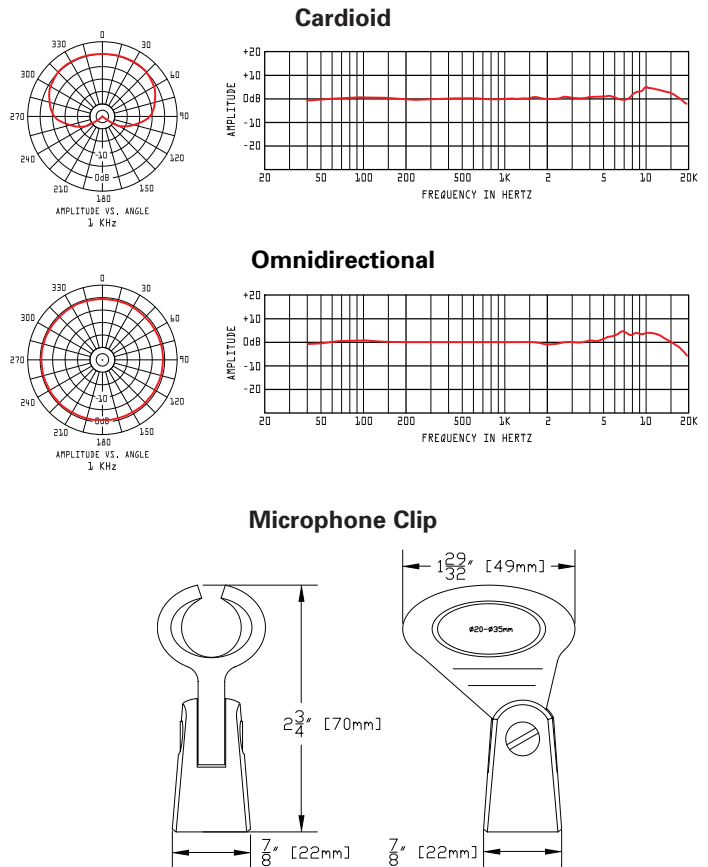 Cardioid
0
330 30
300 60
270 90
240 120
210 150
180
-10
0dB
AMPLITUDE VS. ANGLE
1 KHz
+20
+10
0dB
-10
-20
AMPLITUDE
20 50 100 200 500 1K 2 5 10 20K
FREQUENCY IN HERTZ
Omnidirectional
0
330 30
300 60
270 90
240 120
210 150
180
-10
0dB
AMPLITUDE VS. ANGLE
1 KHz
+20
+10
0dB
-10
-20
AMPLITUDE
20 50 100 200 500 1K 2 5 10 20K
FREQUENCY IN HERTZ
Microphone Clip
1 29/32" [49mm]
ø20-ø35mm
2 3/4" [70mm]
7/8" [22mm]
7/8" [22mm]